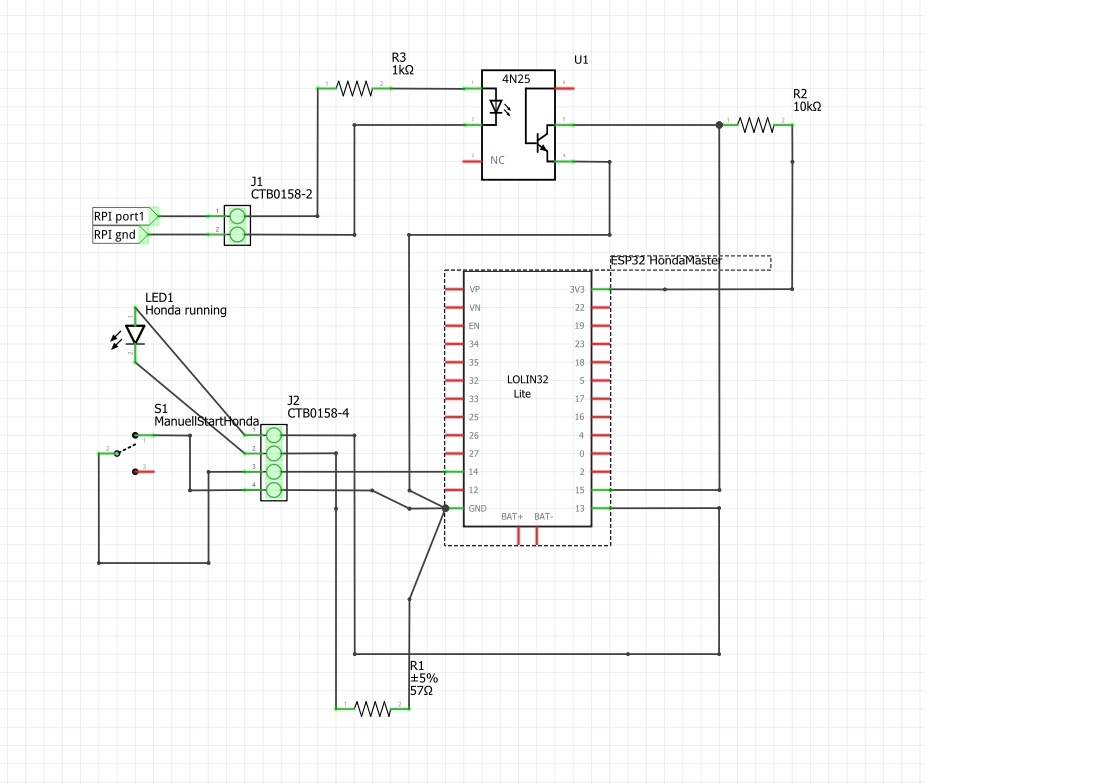 R3
1kΩ
U1
4N25
NC
R2
10kΩ
J1
CTB0158-2
RPI port1
RPI gnd
ESP32 HondaMaster
LED1
Honda running
S1
ManuellStartHonda
J2
CTB0158-4
LOLIN32
Lite
VP
VN
EN
34
35
32
33
25
26
27
14
12
GND
3V3
22
19
23
18
5
17
16
4
0
2
15
13
BAT+
BAT-
R1
±5%
57Ω